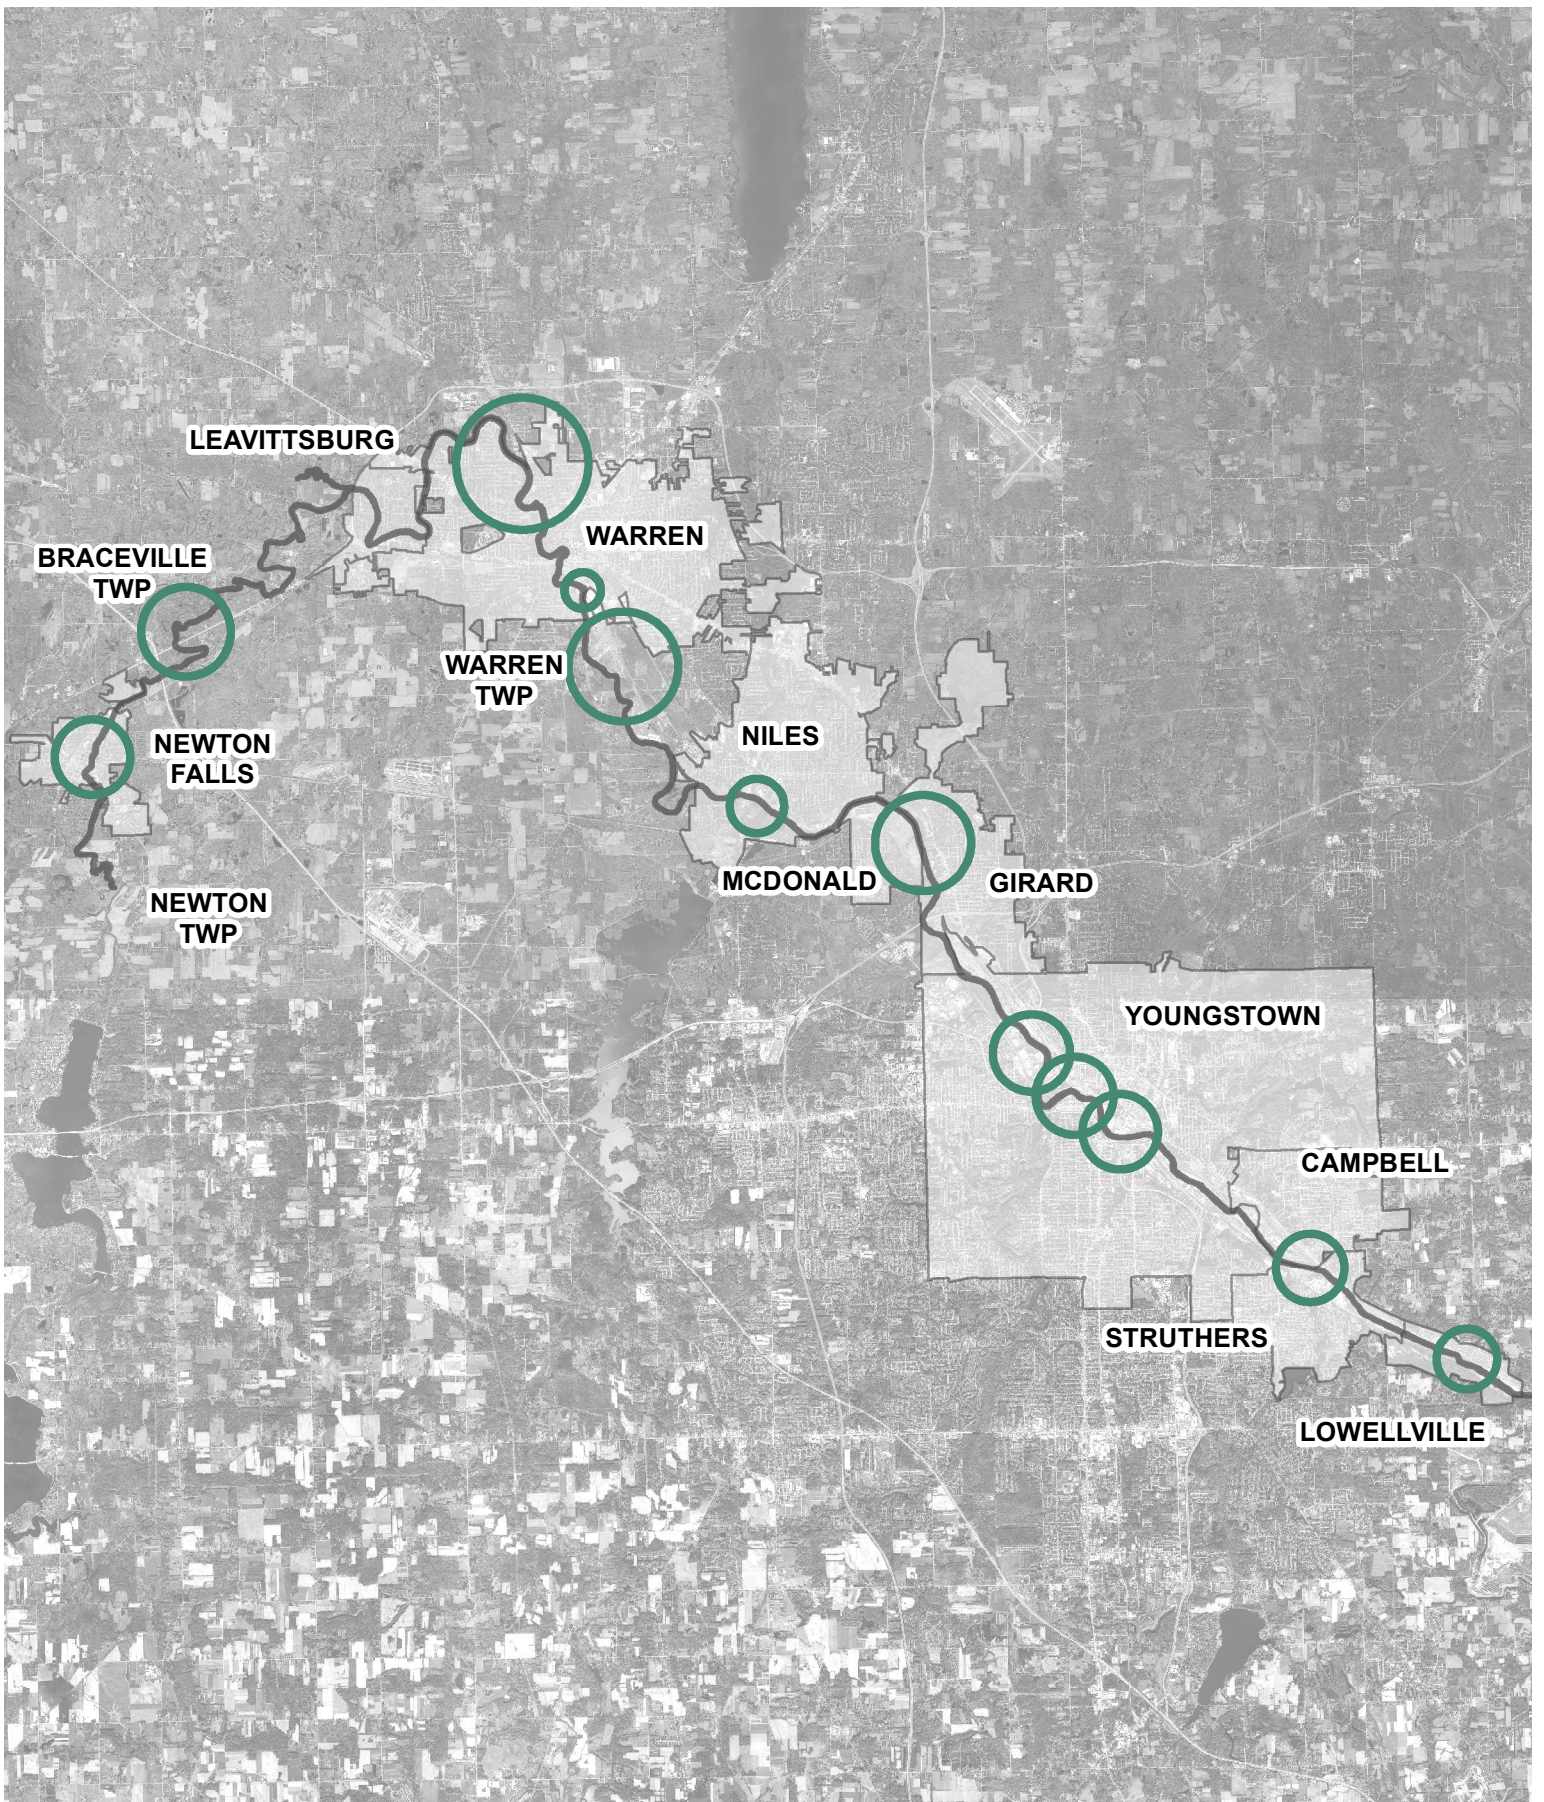 LEAVITTSBURG
WARREN
BRACEVILLE
TWP
WARREN
TWP
NEWTON
FALLS
NILES
MCDONALD
GIRARD
NEWTON
TWP
YOUNGSTOWN
CAMPBELL
STRUTHERS
LOWELLVILLE